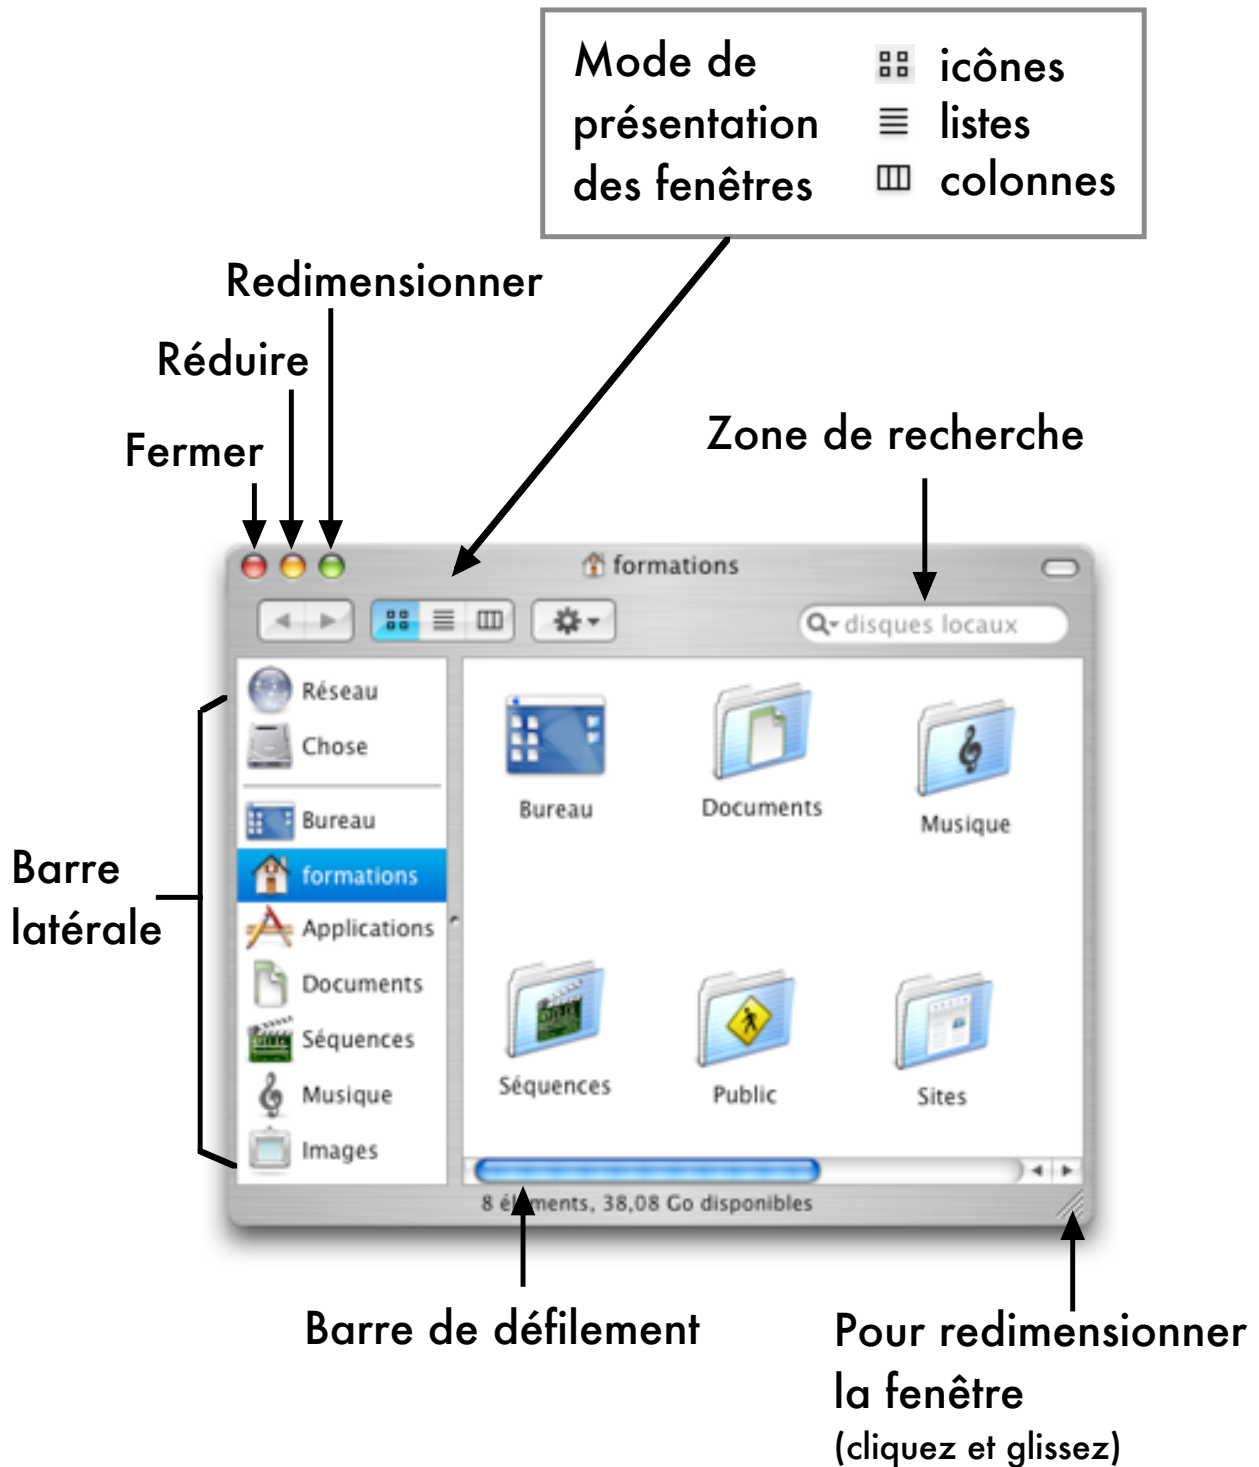 Mode de
présentation
des fenêtres
icônes
listes
colonnes
Redimensionner
Réduire
Fermer
Zone de recherche
formations
disques locaux
Réseau
Chose
Bureau
formations
Applications
Documents
Séquences
Musique
Images
Barre
latérale
Bureau
Documents
Musique
Séquences
Public
Sites
8 éléments, 38,08 Go disponibles
Barre de défilement
Pour redimensionner
la fenêtre
(cliquez et glissez)